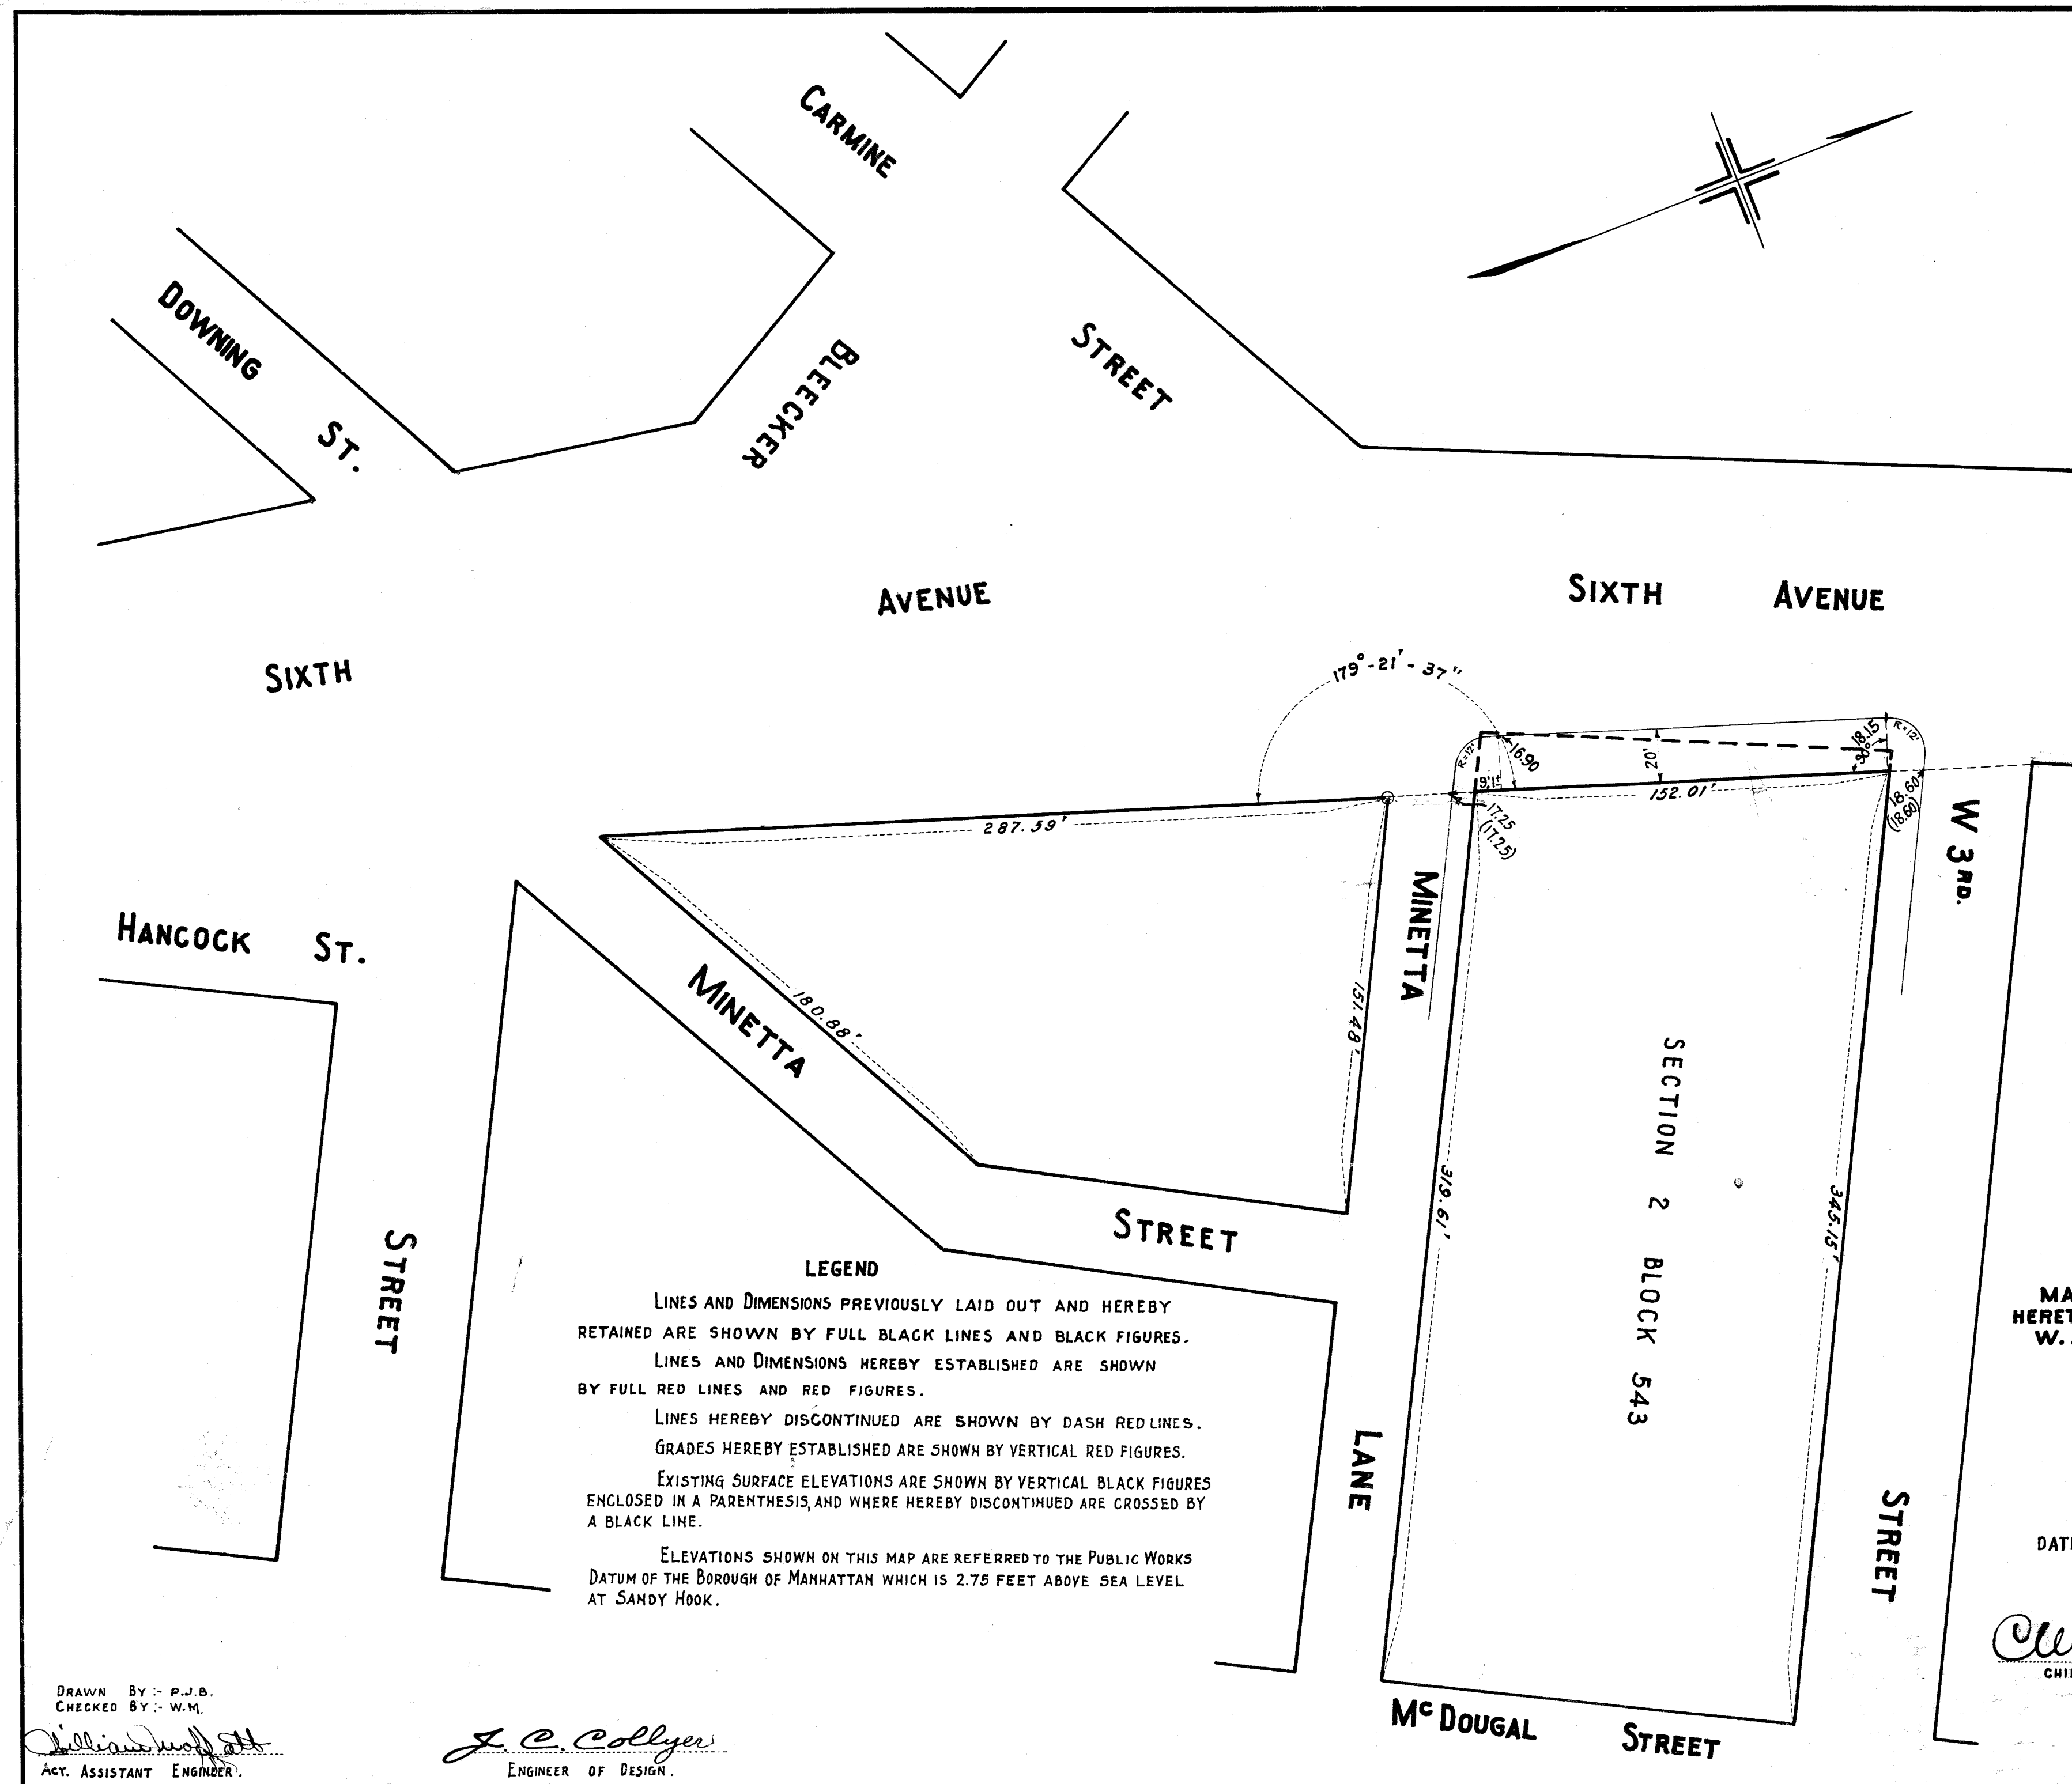 CARMINE
STREET
DOWNING
ST.
BLEECKER
SIXTH
AVENUE
SIXTH AVENUE
179°-21'-37"
R=12'
16.90
9.1'
20'
18.15
90°
R=12'
152.01'
17.25
(17.25)
18.60
(18.60)
287.59'
W 3RD.
STREET
HANCOCK ST.
STREET
MINETTA
STREET
180.88'
151.48'
MINETTA
LANE
319.61'
345.15'
SECTION 2 BLOCK 543
McDOUGAL STREET
LEGEND
LINES AND DIMENSIONS PREVIOUSLY LAID OUT AND HEREBY
RETAINED ARE SHOWN BY FULL BLACK LINES AND BLACK FIGURES.
LINES AND DIMENSIONS HEREBY ESTABLISHED ARE SHOWN
BY FULL RED LINES AND RED FIGURES.
LINES HEREBY DISCONTINUED ARE SHOWN BY DASH RED LINES.
GRADES HEREBY ESTABLISHED ARE SHOWN BY VERTICAL RED FIGURES.
EXISTING SURFACE ELEVATIONS ARE SHOWN BY VERTICAL BLACK FIGURES
ENCLOSED IN A PARENTHESIS, AND WHERE HEREBY DISCONTINUED ARE CROSSED BY
A BLACK LINE.
ELEVATIONS SHOWN ON THIS MAP ARE REFERRED TO THE PUBLIC WORKS
DATUM OF THE BOROUGH OF MANHATTAN WHICH IS 2.75 FEET ABOVE SEA LEVEL
AT SANDY HOOK.
MA
HERET
W.
DAT
CHI
DRAWN BY:- P.J.B.
CHECKED BY:- W.M.
William Moffatt
ACT. ASSISTANT ENGINEER.
J. C. Collyer
ENGINEER OF DESIGN.